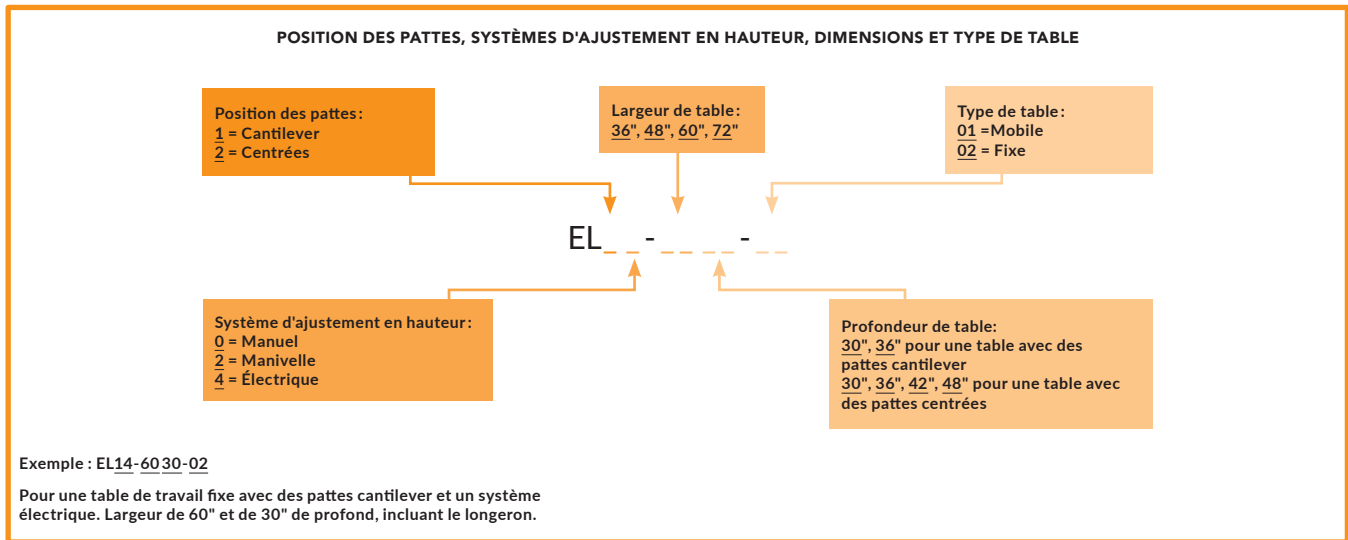 POSITION DES PATTES, SYSTÈMES D'AJUSTEMENT EN HAUTEUR, DIMENSIONS ET TYPE DE TABLE
Position des pattes:
1 = Cantilever
2 = Centrées
Largeur de table:
36", 48", 60", 72"
Type de table:
01 =Mobile
02 = Fixe
EL_ _ - _ _ _ _ - _ _
Système d'ajustement en hauteur:
0 = Manuel
2 = Manivelle
4 = Électrique
Profondeur de table:
30", 36" pour une table avec des
pattes cantilever
30", 36", 42", 48" pour une table avec
des pattes centrées
Exemple : EL14-6030-02
Pour une table de travail fixe avec des pattes cantilever et un système
électrique. Largeur de 60" et de 30" de profond, incluant le longeron.